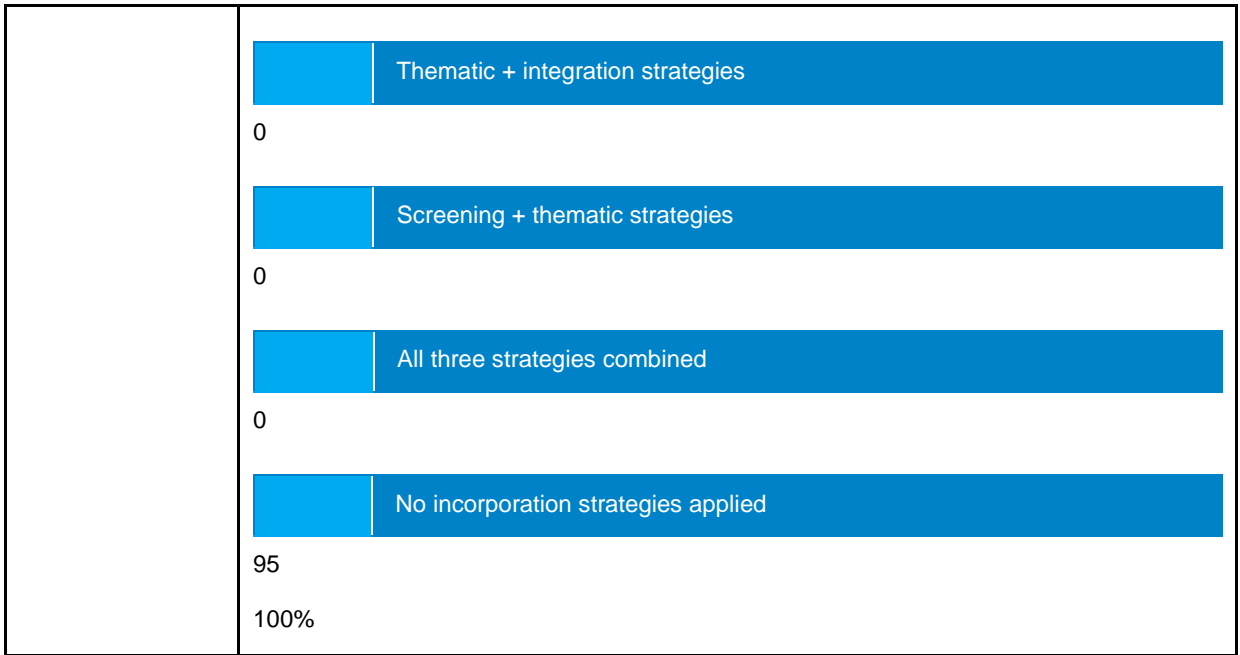 Thematic + integration strategies
0
Screening + thematic strategies
0
All three strategies combined
0
No incorporation strategies applied
95
100%